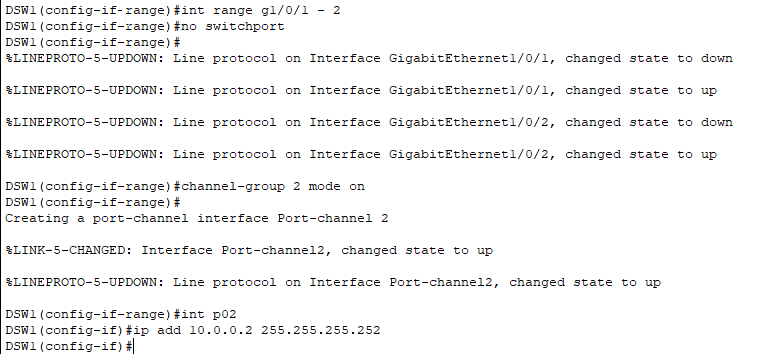 DSW1(config-if-range)#int range g1/0/1 - 2
DSW1(config-if-range)#no switchport
DSW1(config-if-range)#
%LINEPROTO-5-UPDOWN: Line protocol on Interface GigabitEthernet1/0/1, changed state to down
%LINEPROTO-5-UPDOWN: Line protocol on Interface GigabitEthernet1/0/1, changed state to up
%LINEPROTO-5-UPDOWN: Line protocol on Interface GigabitEthernet1/0/2, changed state to down
%LINEPROTO-5-UPDOWN: Line protocol on Interface GigabitEthernet1/0/2, changed state to up
DSW1(config-if-range)#channel-group 2 mode on
DSW1(config-if-range)#
Creating a port-channel interface Port-channel 2
%LINK-5-CHANGED: Interface Port-channel2, changed state to up
%LINEPROTO-5-UPDOWN: Line protocol on Interface Port-channel2, changed state to up
DSW1(config-if-range)#int p02
DSW1(config-if)#ip add 10.0.0.2 255.255.255.252
DSW1(config-if)#